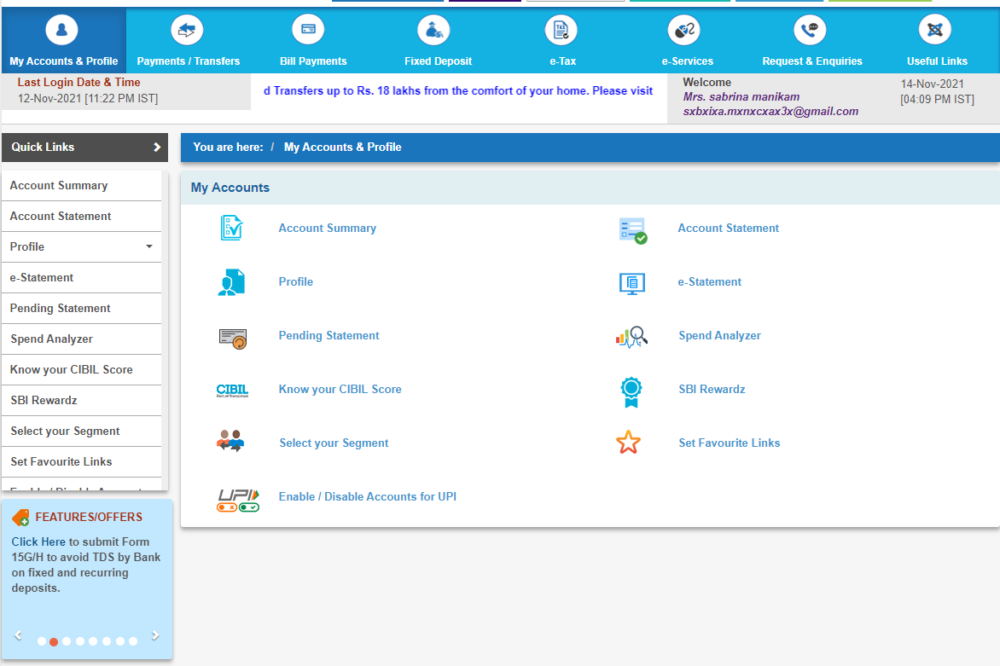 My Accounts & Profile
Payments / Transfers
Bill Payments
Fixed Deposit
e-Tax
e-Services
Request & Enquiries
Useful Links
Last Login Date & Time
12-Nov-2021 [11:22 PM IST]
d Transfers up to Rs. 18 lakhs from the comfort of your home. Please visit
Welcome
Mrs. sabrina manikam
sxbxixa.mxnxcxax3x@gmail.com
14-Nov-2021
[04:09 PM IST]
Quick Links
Account Summary
Account Statement
Profile
e-Statement
Pending Statement
Spend Analyzer
Know your CIBIL Score
SBI Rewardz
Select your Segment
Set Favourite Links
FEATURES/OFFERS
Click Here to submit Form
15G/H to avoid TDS by Bank
on fixed and recurring
deposits.
You are here: / My Accounts & Profile
My Accounts
Account Summary
Account Statement
Profile
e-Statement
Pending Statement
Spend Analyzer
CIBIL
Know your CIBIL Score
SBI Rewardz
Select your Segment
Set Favourite Links
UPI
Enable / Disable Accounts for UPI